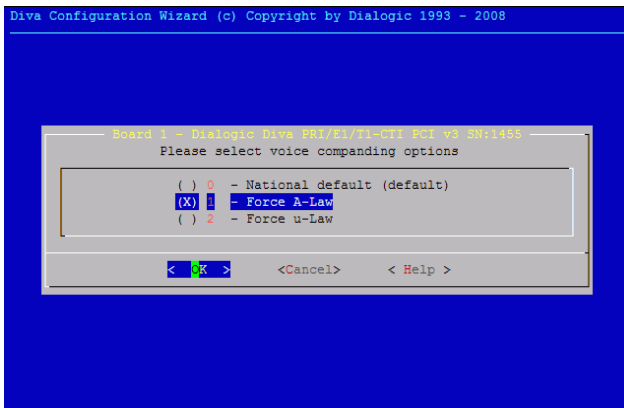 Diva Configuration Wizard (c) Copyright by Dialogic 1993 - 2008
Board 1 - Dialogic Diva PRI/E1/T1-CTI PCI v3 SN:1455
Please select voice companding options
( ) 0 - National default (default)
(X) 1 - Force A-Law
( ) 2 - Force u-Law
< OK > <Cancel> < Help >